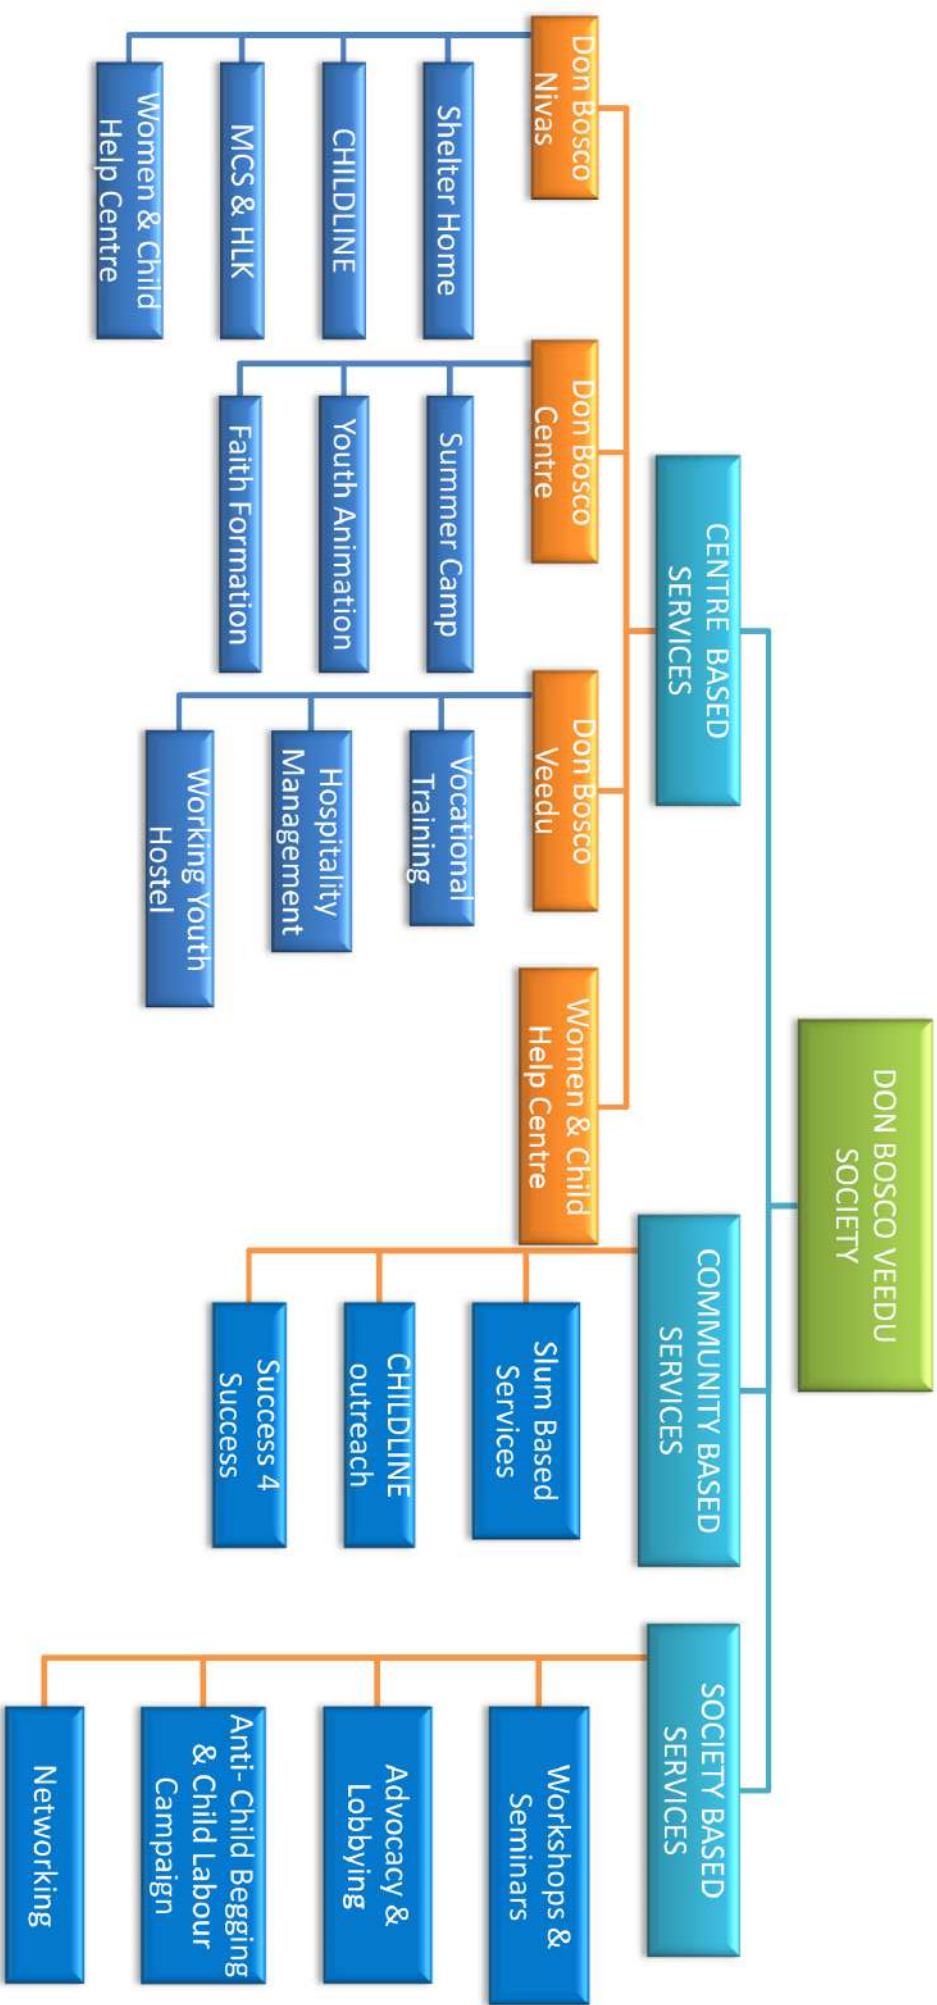 DON BOSCO VEEDU
SOCIETY
CENTRE BASED
SERVICES
COMMUNITY BASED
SERVICES
SOCIETY BASED
SERVICES
Don Bosco
Nivas
Don Bosco
Centre
Don Bosco
Veedu
Women & Child
Help Centre
Shelter Home
CHILDLINE
MCS & HLK
Women & Child
Help Centre
Summer Camp
Youth Animation
Faith Formation
Vocational
Training
Hospitality
Management
Working Youth
Hostel
Slum Based
Services
CHILDLINE
outreach
Success 4
Success
Workshops &
Seminars
Advocacy &
Lobbying
Anti- Child Begging
& Child Labour
Campaign
Networking